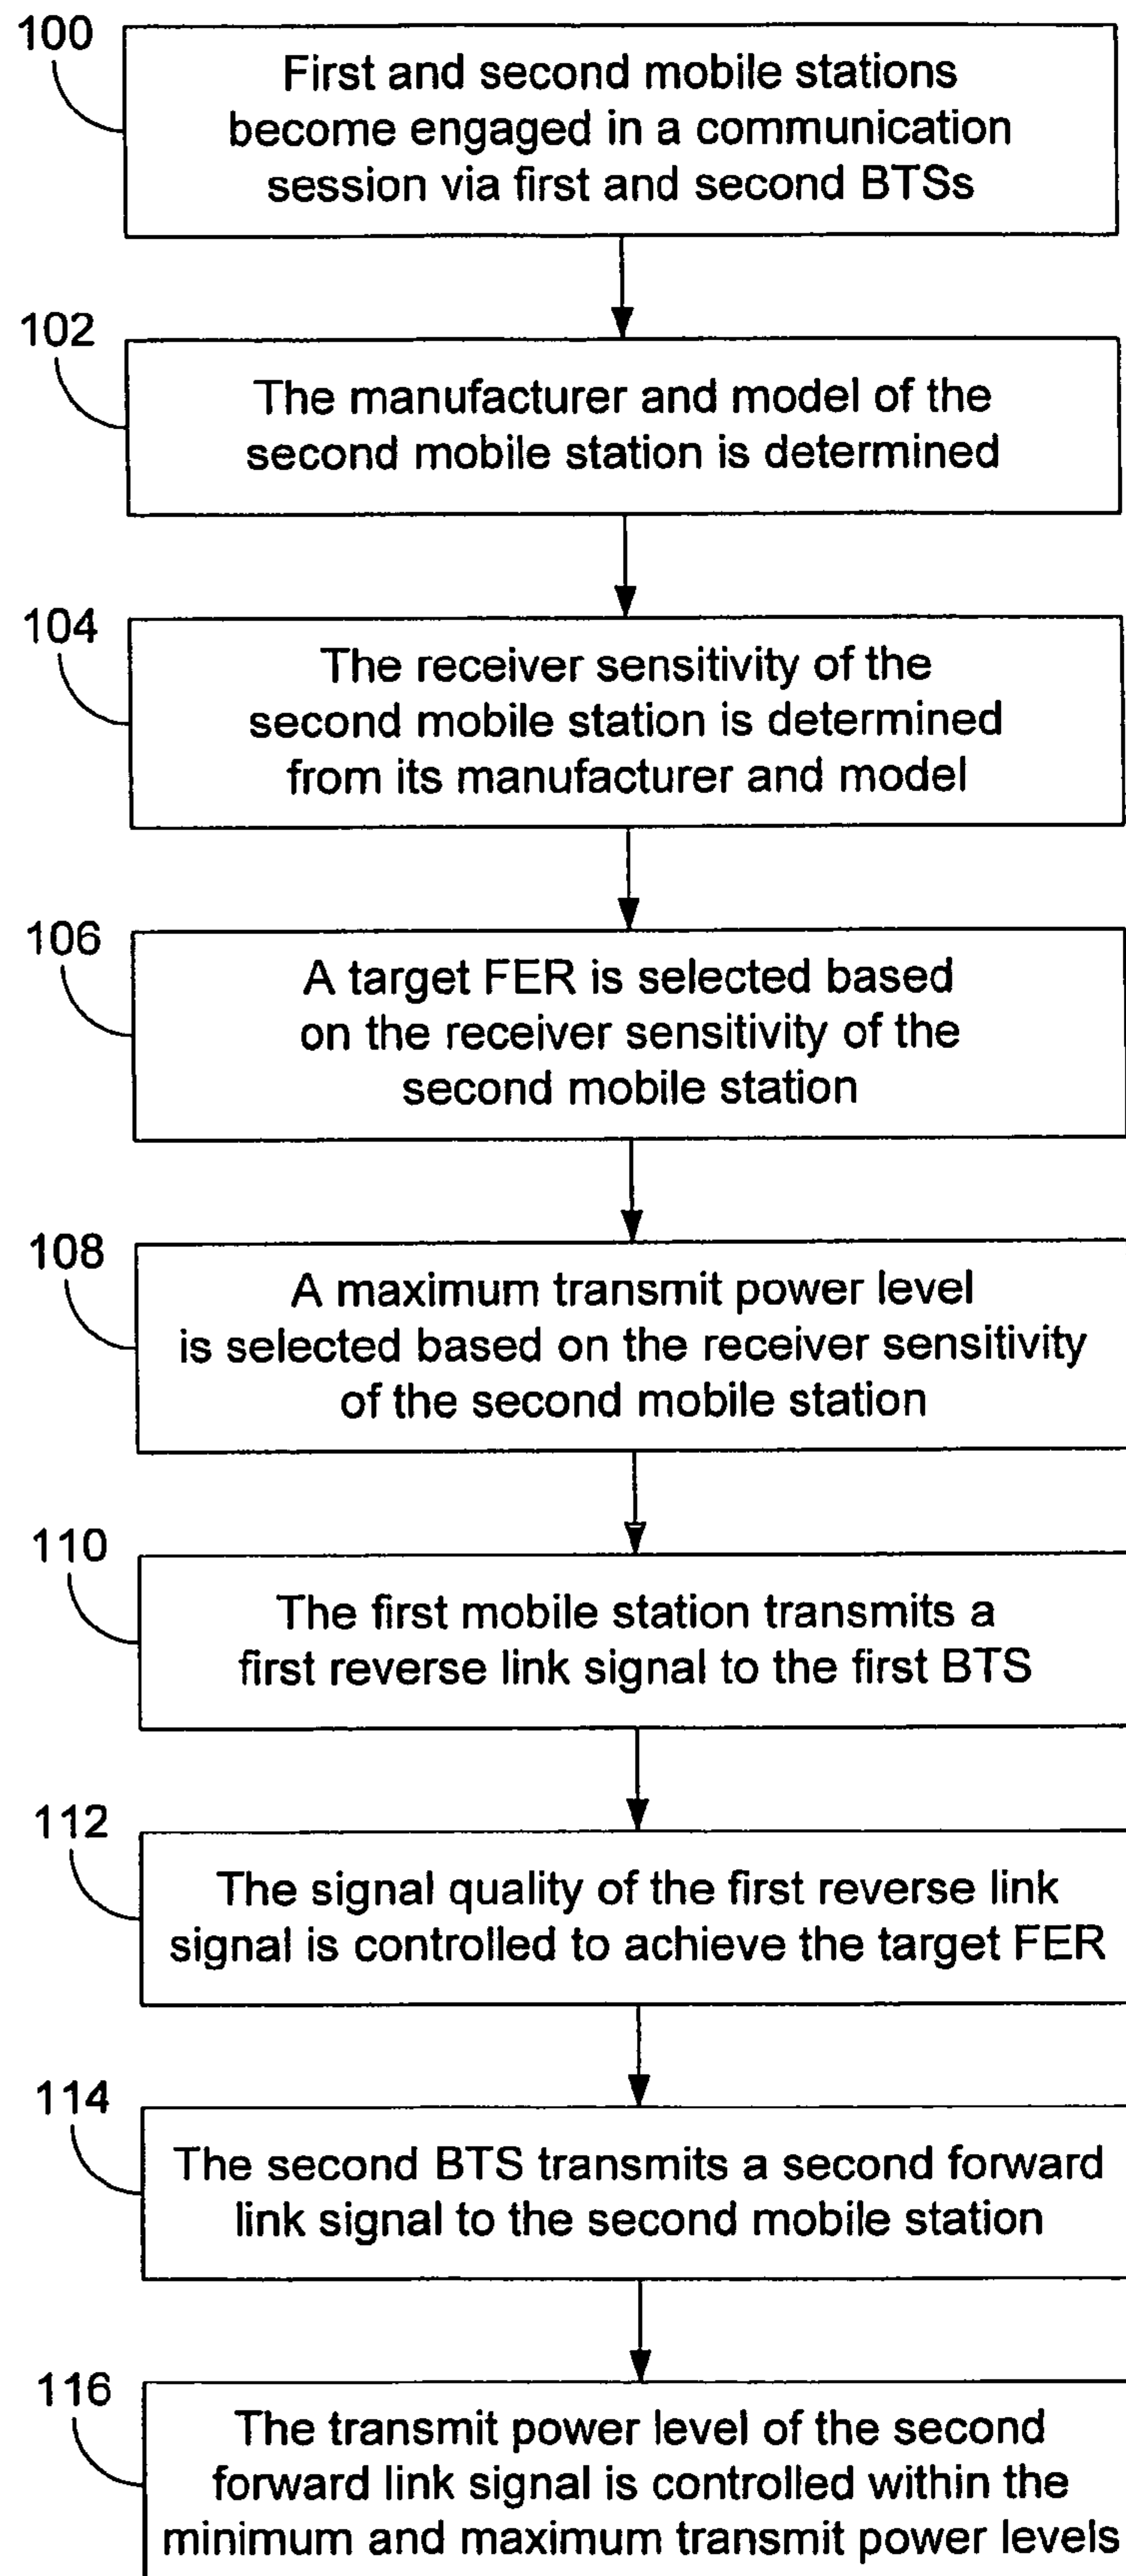 100
First and second mobile stations
become engaged in a communication
session via first and second BTSs
102
The manufacturer and model of the
second mobile station is determined
104
The receiver sensitivity of the
second mobile station is determined
from its manufacturer and model
106
A target FER is selected based
on the receiver sensitivity of the
second mobile station
108
A maximum transmit power level
is selected based on the receiver sensitivity
of the second mobile station
110
The first mobile station transmits a
first reverse link signal to the first BTS
112
The signal quality of the first reverse link
signal is controlled to achieve the target FER
114
The second BTS transmits a second forward
link signal to the second mobile station
116
The transmit power level of the second
forward link signal is controlled within the
minimum and maximum transmit power levels